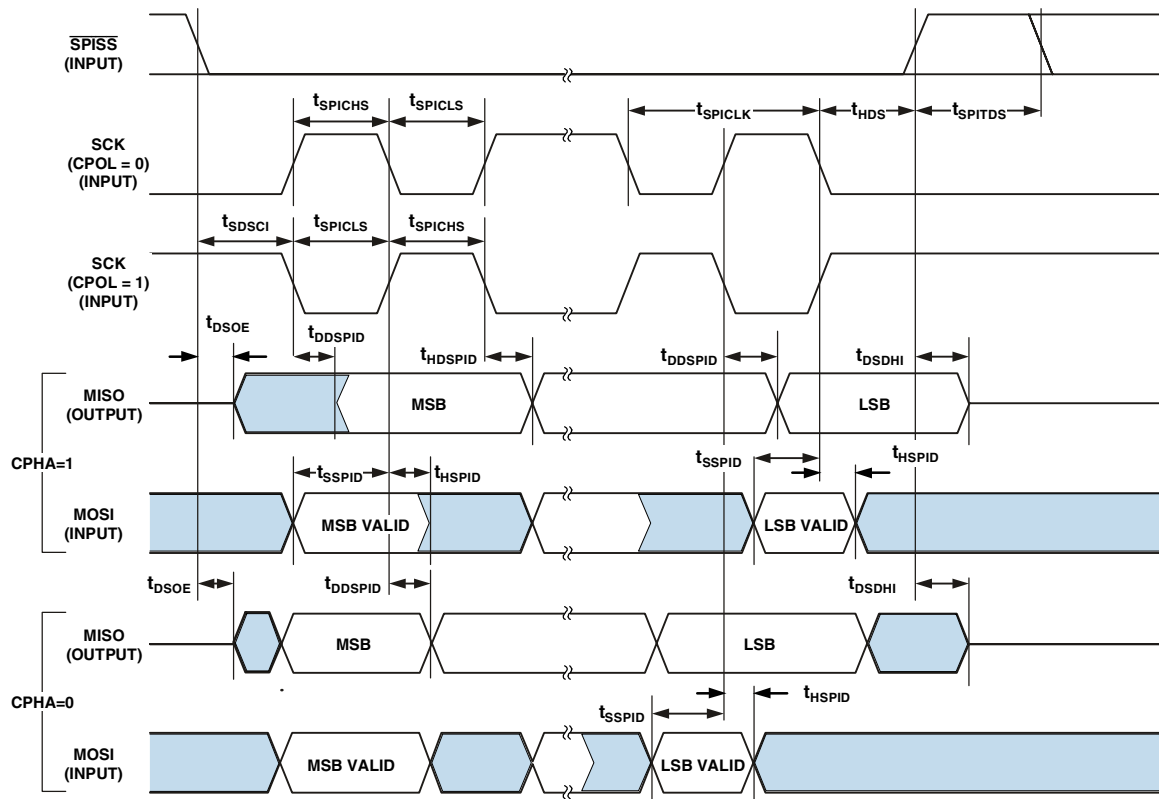 SPISS
(INPUT)
tSPICHS
tSPICLS
tSPICLK
tHDS
tSPITDS
SCK
(CPOL = 0)
(INPUT)
tSDSCI
tSPICLS
tSPICHS
SCK
(CPOL = 1)
(INPUT)
tDSOE
tDDSPID
tHDSPID
tDDSPID
tDSDHI
MISO
(OUTPUT)
MSB
LSB
CPHA=1
tSSPID
tHSPID
tSSPID
tHSPID
MOSI
(INPUT)
MSB VALID
LSB VALID
tDSOE
tDDSPID
tDSDHI
MISO
(OUTPUT)
MSB
LSB
CPHA=0
tSSPID
tHSPID
MOSI
(INPUT)
MSB VALID
LSB VALID